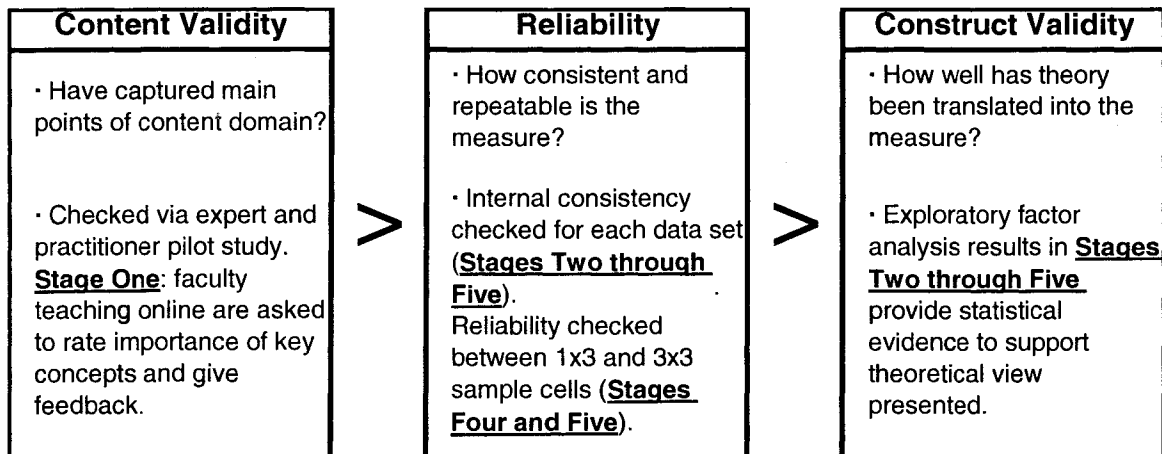 Content Validity
· Have captured main
points of content domain?
· Checked via expert and
practitioner pilot study.
Stage One: faculty
teaching online are asked
to rate importance of key
concepts and give
feedback.
>
Reliability
· How consistent and
repeatable is the
measure?
· Internal consistency
checked for each data set
(Stages Two through
Five).
Reliability checked
between 1x3 and 3x3
sample cells (Stages
Four and Five).
>
Construct Validity
· How well has theory
been translated into the
measure?
· Exploratory factor
analysis results in Stages
Two through Five
provide statistical
evidence to support
theoretical view
presented.